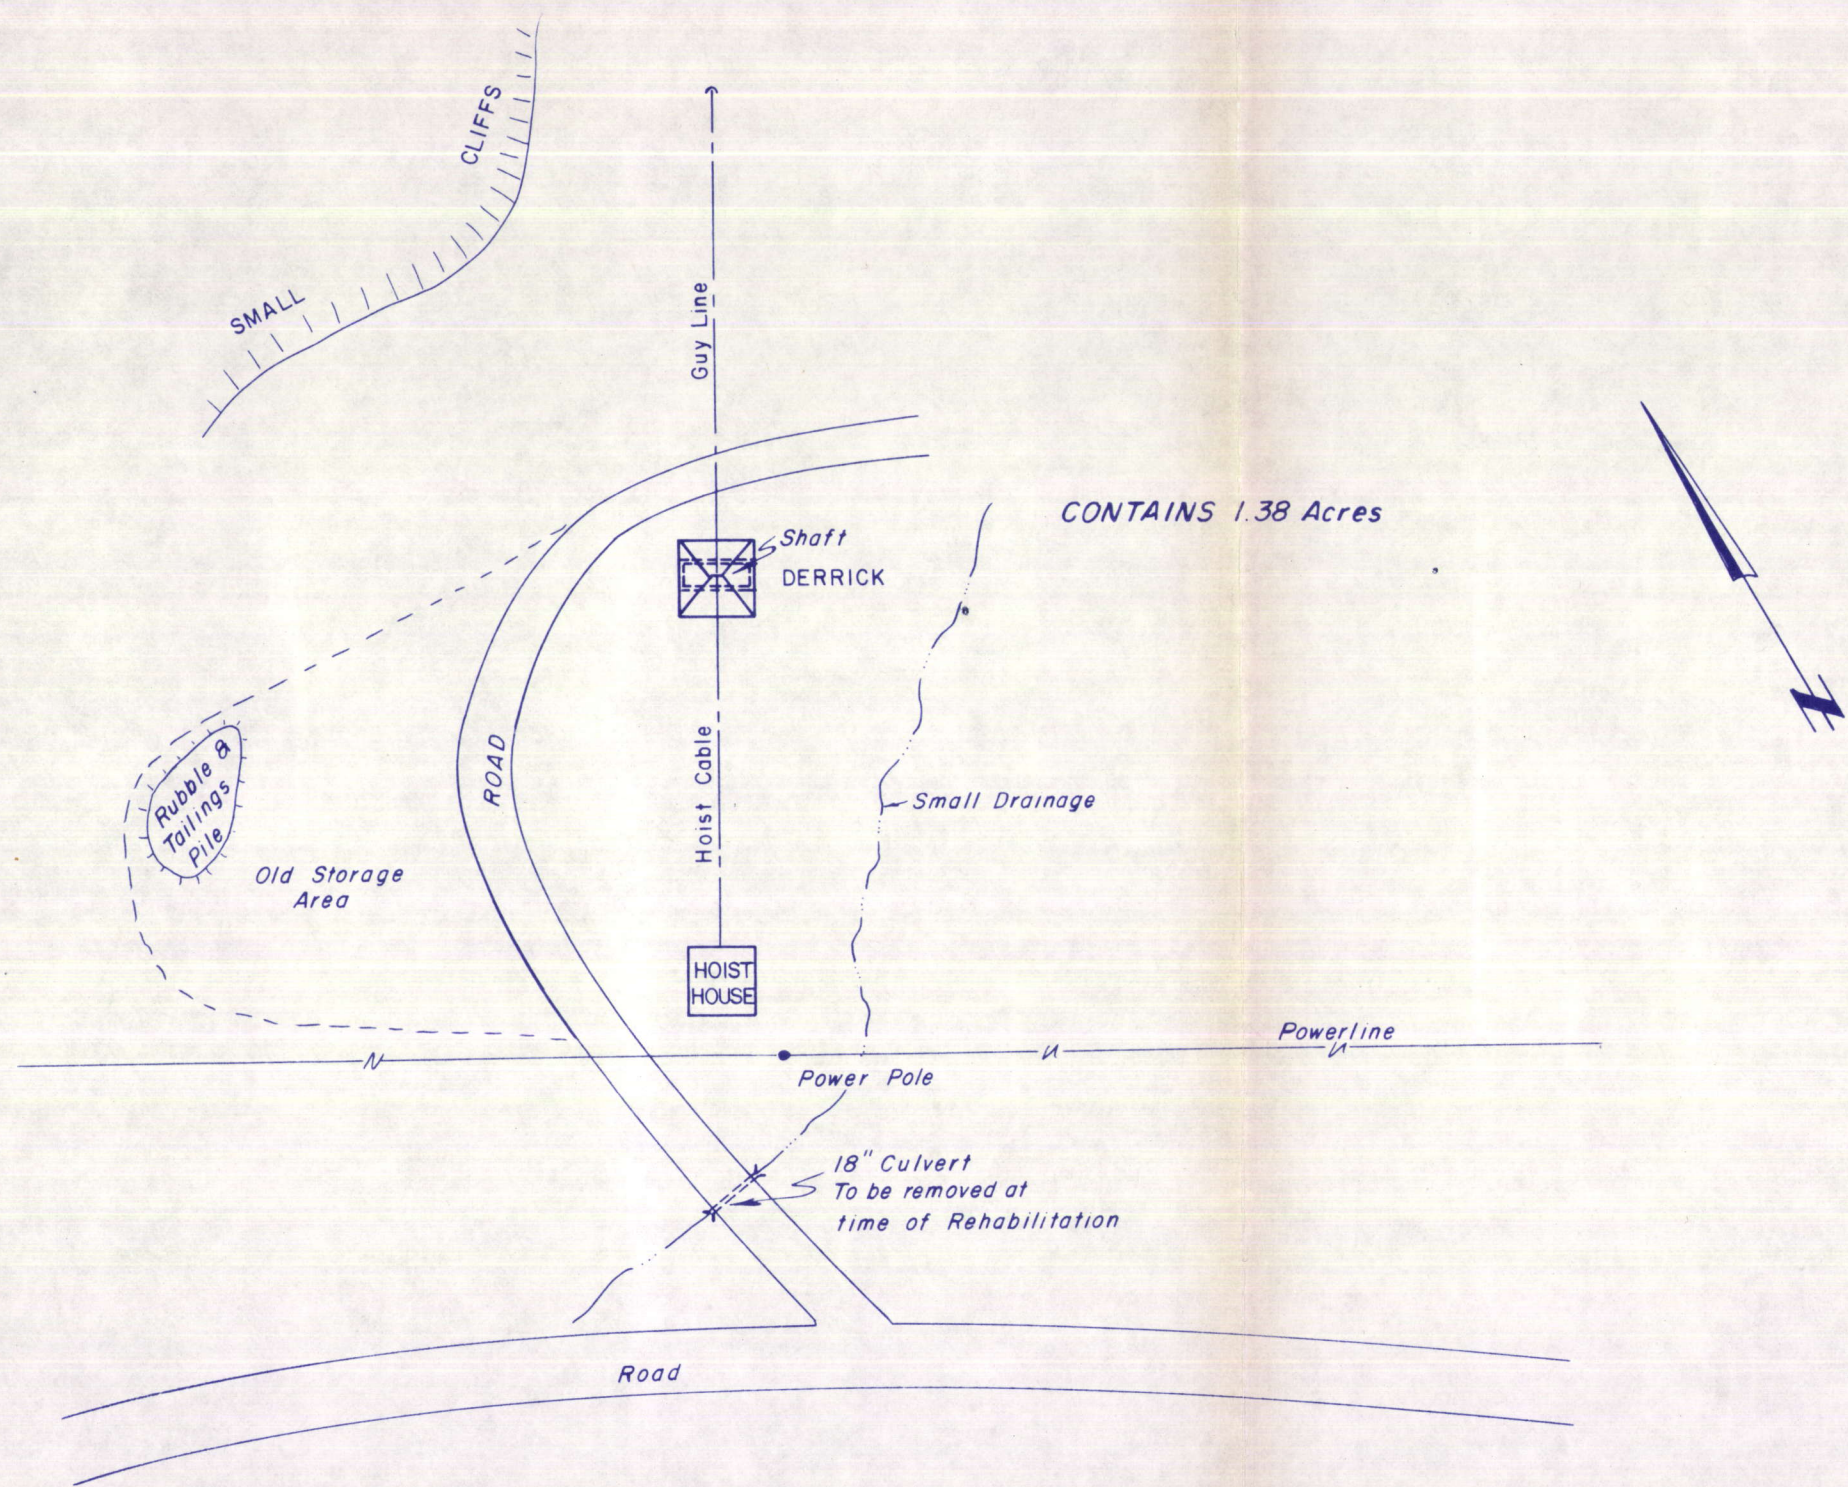 SMALL CLIFFS
Guy Line
Shaft
DERRICK
CONTAINS 1.38 Acres
N
ROAD
Hoist Cable
Small Drainage
Rubble &
Tailings
Pile
Old Storage
Area
HOIST
HOUSE
Powerline
Power Pole
18" Culvert
To be removed at
time of Rehabilitation
Road